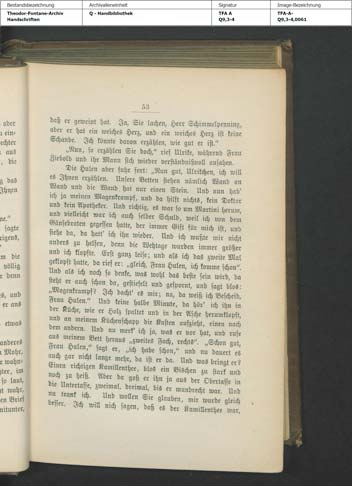 Bestandsbezeichnung
Archivalieneinheit
Signatur
Image-Bezeichnung
Theodor-Fontane-Archiv
Handschriften
Q - Handbibliothek
TFA A
Q9,3-4
TFA-A-
Q9,3-4,0061
53
daß er geweint hat. Ja, Sie lachen, Herr Schimmelpenning,
aber er hat ein weiches Herz, und ein weiches Herz ist keine
Schande. Ich könnte davon erzählen, wie gut er ist.“
„Nun, so erzählen Sie doch,“ rief Ulrike, während Frau
Ziebold und ihr Mann sich wieder verständnißvoll ansahen.
Die Hulen aber fuhr fort: „Nun gut, Ulrikchen, ich will
es Ihnen erzählen. Unsere Betten stehen nämlich Wand an
Wand und die Wand hat nur einen Stein. Und nun hab'
ich ja meinen Magenkrampf, und da hilft nichts, kein Doktor
und kein Apotheker. Und richtig, es war so um Martini herum,
und vielleicht war ich auch selber Schuld, weil ich von dem
Gänsebraten gegessen hatte, der immer Gift für mich ist, und
siehe da, da hatt' ich ihn wieder. Und ich wußte mir nicht
anders zu helfen, denn die Wehtage wurden immer größer
und ich klopfte. Erst ganz leise; und als ich das zweite Mal
geklopft hatte, da rief er: „gleich, Frau Hulen, ich komme schon“.
Und als ich noch so denke, was wohl das beste sein wird, da
steht er auch schon da, gestiefelt und gespornt, und sagt blos:
„Magenkrampf? Ich dacht' es mir; na, da weiß ich Bescheid,
Frau Hulen.“ Und keine halbe Minute, da hör' ich ihn in
der Küche, wie er Holz spaltet und in der Asche herumklopft,
und an meinem Küchenschapp die Kasten aufzieht, einen nach
dem andern. Und nu merk' ich ja, was er vor hat, und rufe
aus meinem Bett heraus „zweites Fach, rechts“. „Schon gut,
Frau Hulen,“ sagt er, „ich habe schon,“ und na dauert es
auch gar nicht lange mehr, da ist er da. Und was bringt er?
Einen richtigen Kamillenthee, blos ein Bischen zu stark und
noch zu heiß. Aber da goß er ihn ja aus der Obertasse in
die Untertasse, zweimal, dreimal, bis er mundrecht war. Und
nu trank ich. Und wollen Sie glauben, mir wurde gleich
besser. Ich will nich sagen, daß es der Kamillenthee war,